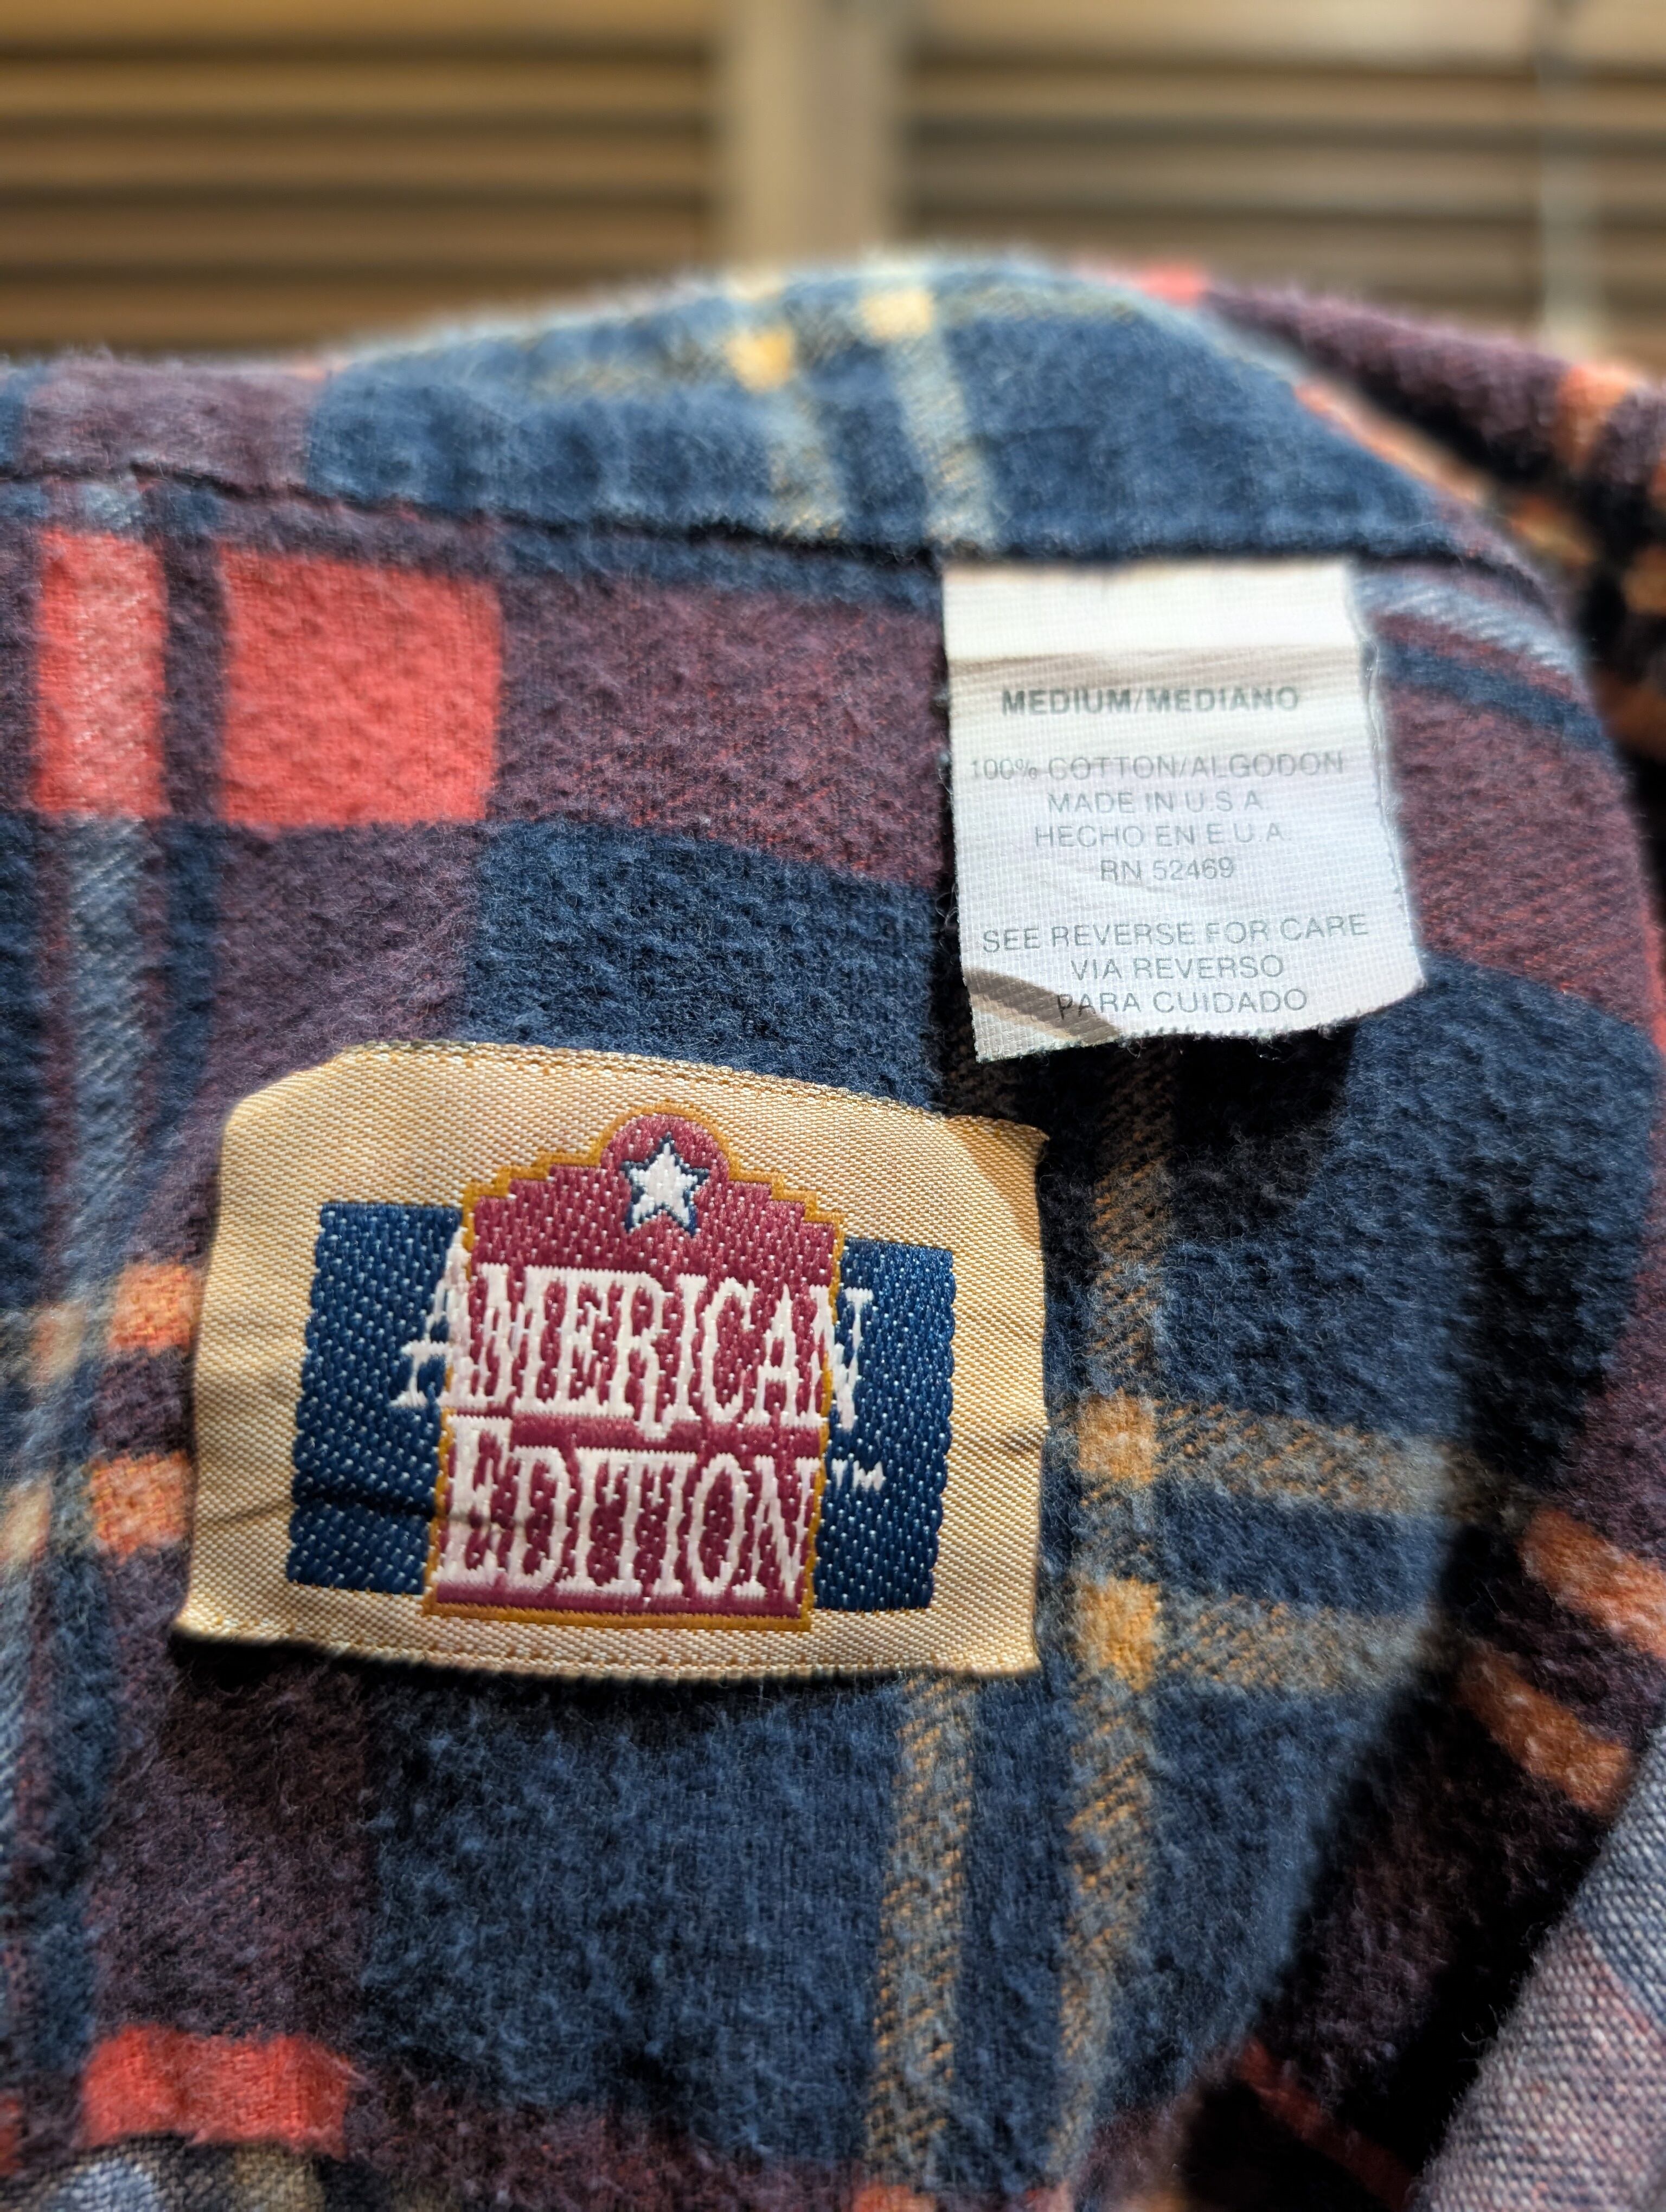 MEDIUM/MEDIANO
100% COTTON/ALGODON
MADE IN U.S A
HECHO EN E.U.A.
RN 52469
SEE REVERSE FOR CARE
VIA REVERSO
PARA CUIDADO
AMERICAN
EDITION™